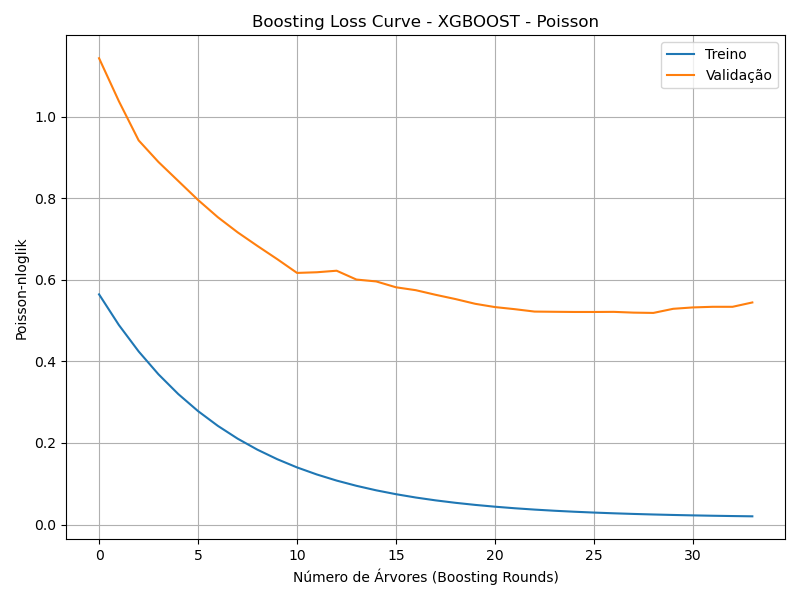 Boosting Loss Curve - XGBOOST - Poisson
Treino
Validação
1.0
0.8
0.6
0.4
0.2
0.0
Poisson-nloglik
0 5 10 15 20 25 30
Número de Árvores (Boosting Rounds)